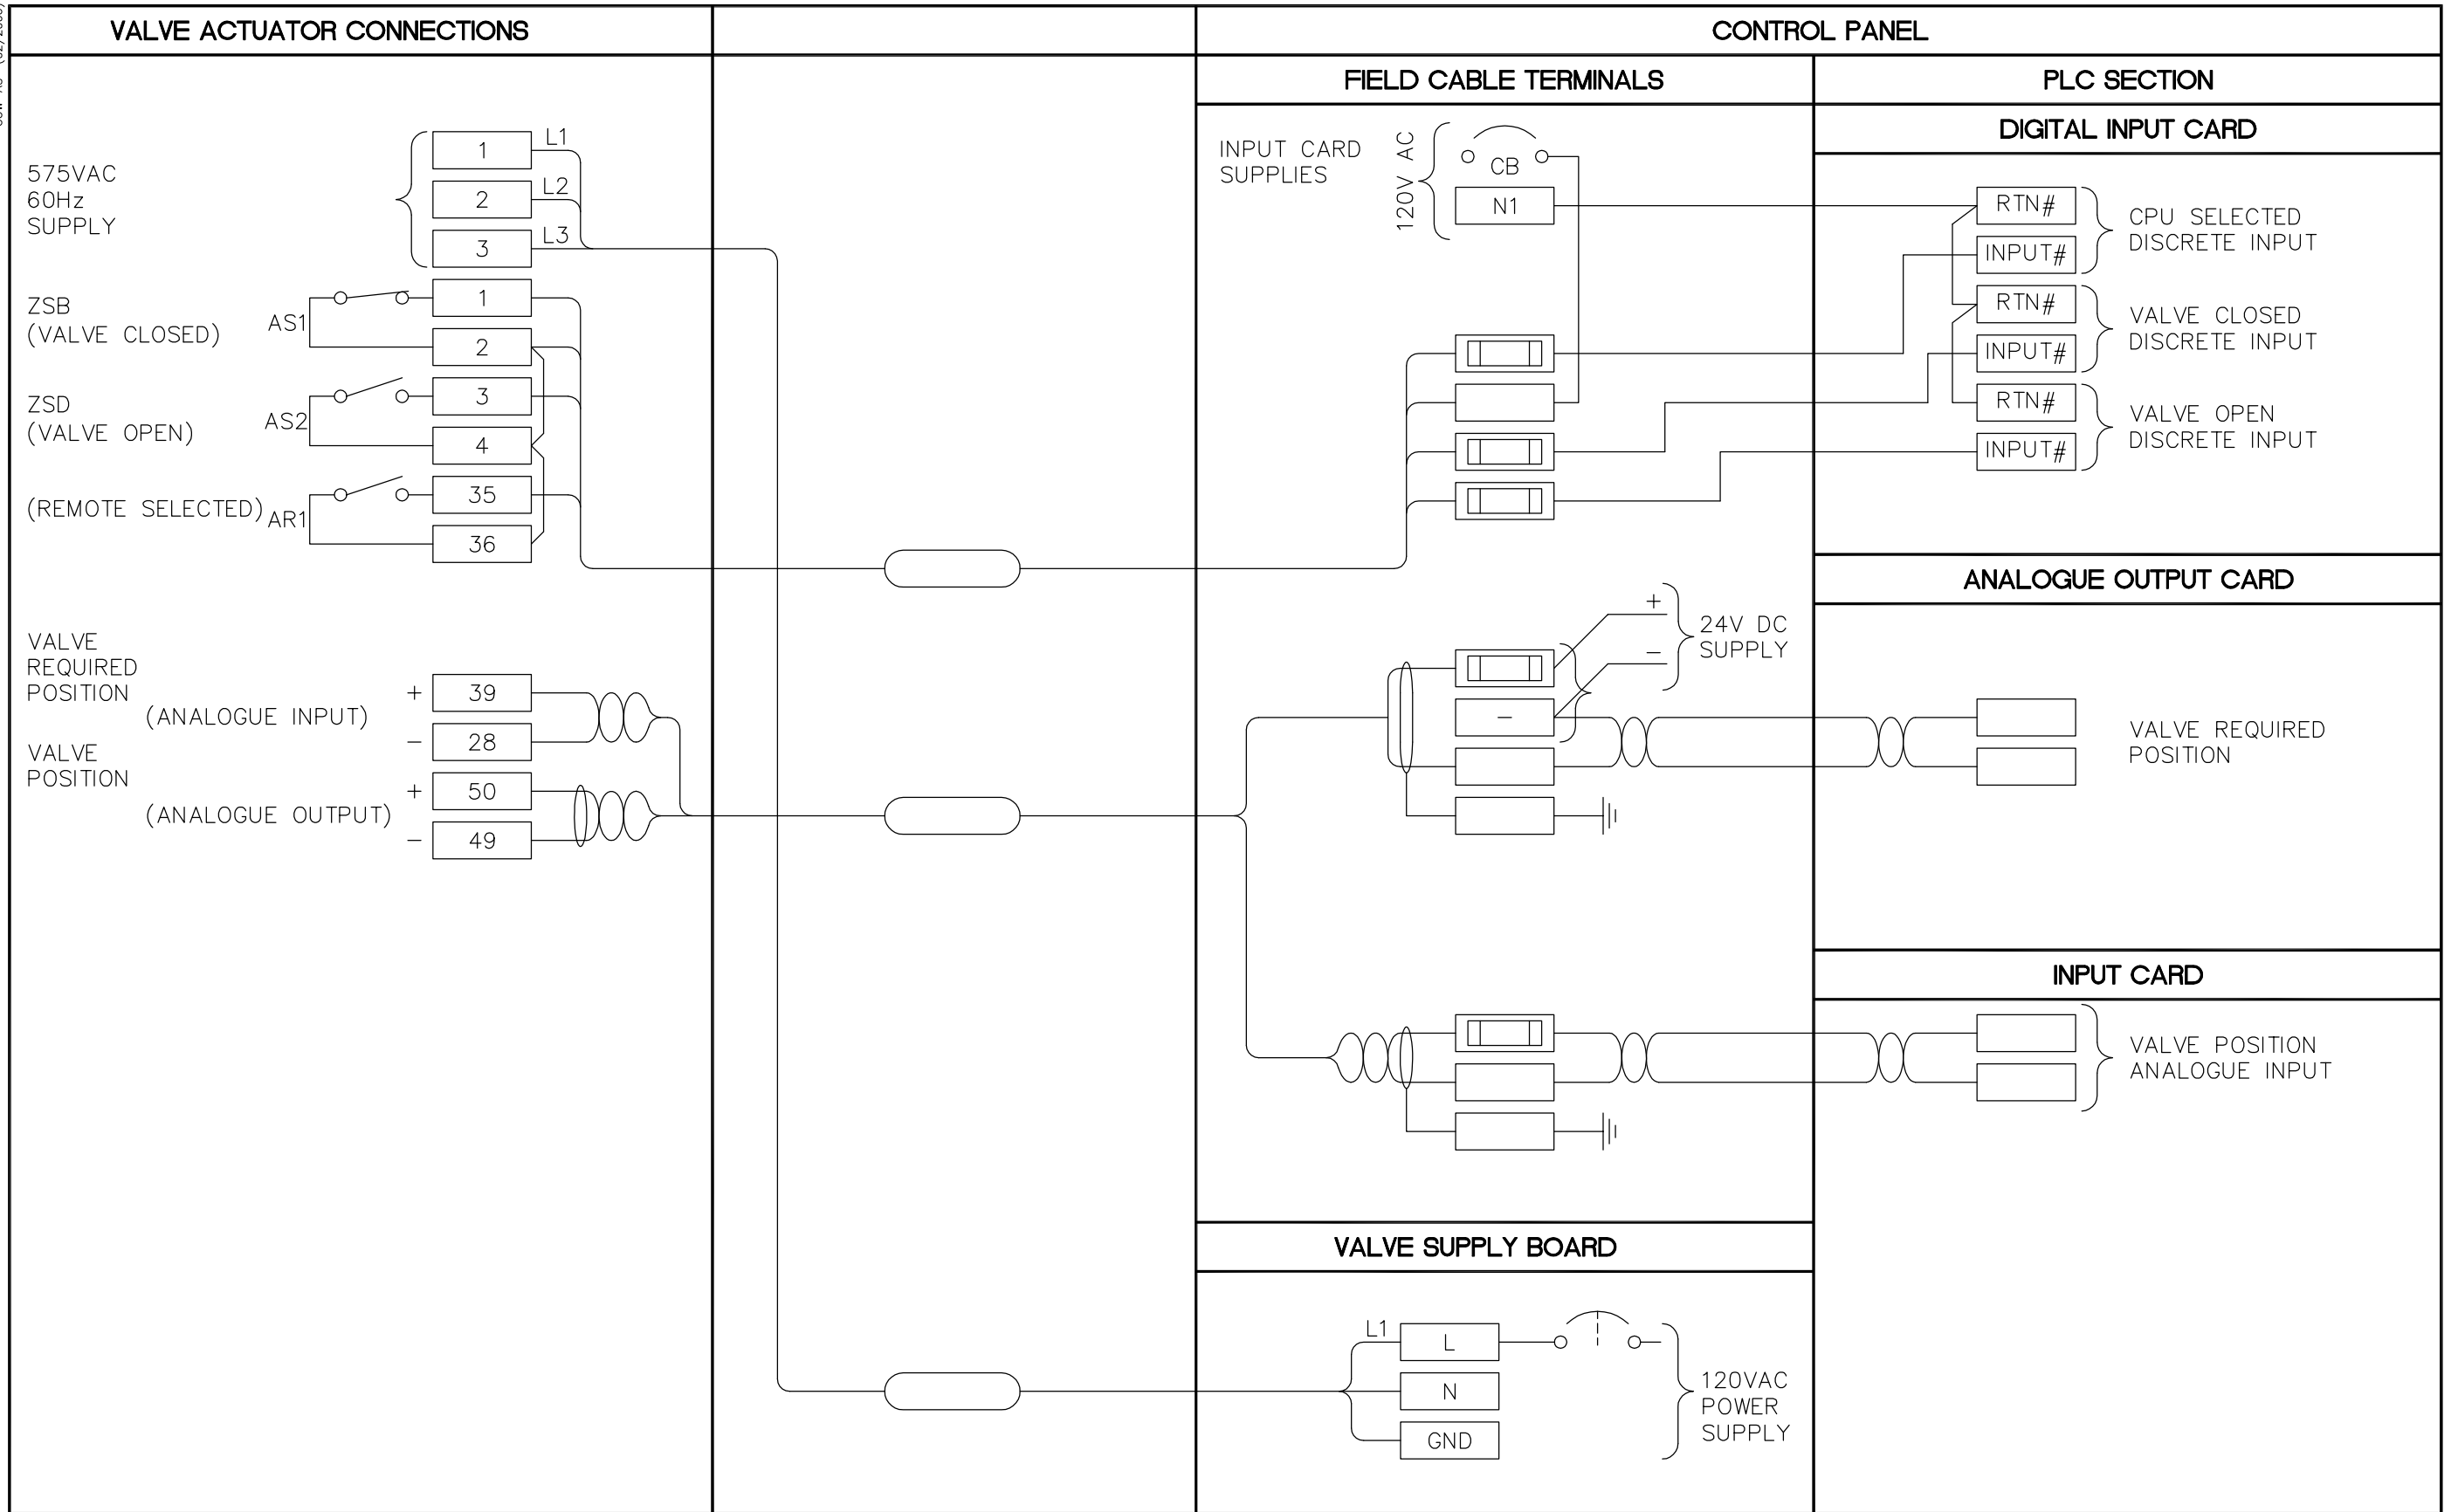 VALVE ACTUATOR CONNECTIONS
CONTROL PANEL
FIELD CABLE TERMINALS
PLC SECTION
DIGITAL INPUT CARD
575VAC
60Hz
SUPPLY
1
L1
2
L2
3
L3
ZSB
(VALVE CLOSED)
AS1
1
2
ZSD
(VALVE OPEN)
AS2
3
4
(REMOTE SELECTED)
AR1
35
36
VALVE
REQUIRED
POSITION
(ANALOGUE INPUT)
+
39
−
28
VALVE
POSITION
(ANALOGUE OUTPUT)
+
50
−
49
INPUT CARD
SUPPLIES
120V AC
CB
N1
RTN#
INPUT#
CPU SELECTED
DISCRETE INPUT
RTN#
INPUT#
VALVE CLOSED
DISCRETE INPUT
RTN#
INPUT#
VALVE OPEN
DISCRETE INPUT
ANALOGUE OUTPUT CARD
+
−
24V DC
SUPPLY
−
VALVE REQUIRED
POSITION
INPUT CARD
VALVE POSITION
ANALOGUE INPUT
VALVE SUPPLY BOARD
L1
L
N
GND
120VAC
POWER
SUPPLY